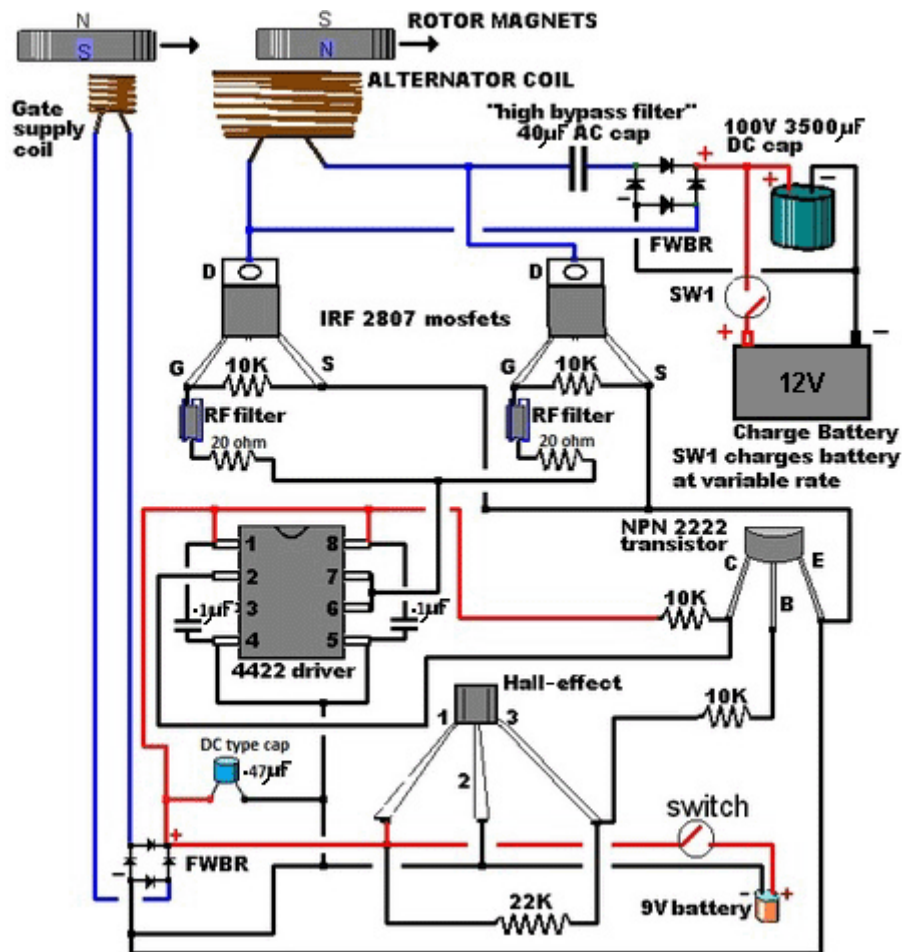 N
S
S
N
ROTOR MAGNETS
ALTERNATOR COIL
Gate
supply
coil
"high bypass filter"
40µF AC cap
100V 3500µF
DC cap
+
+
−
−
FWBR
SW1
+
−
12V
Charge Battery
SW1 charges battery
at variable rate
D
D
IRF 2807 mosfets
G
10K
S
G
10K
S
RF filter
RF filter
20 ohm
20 ohm
NPN 2222
transistor
C
E
B
1
8
2
7
3
6
4
5
.1µF
.1µF
4422 driver
10K
Hall-effect
1
3
2
10K
DC type cap
.47µF
switch
+
−
FWBR
22K
9V battery
-
+